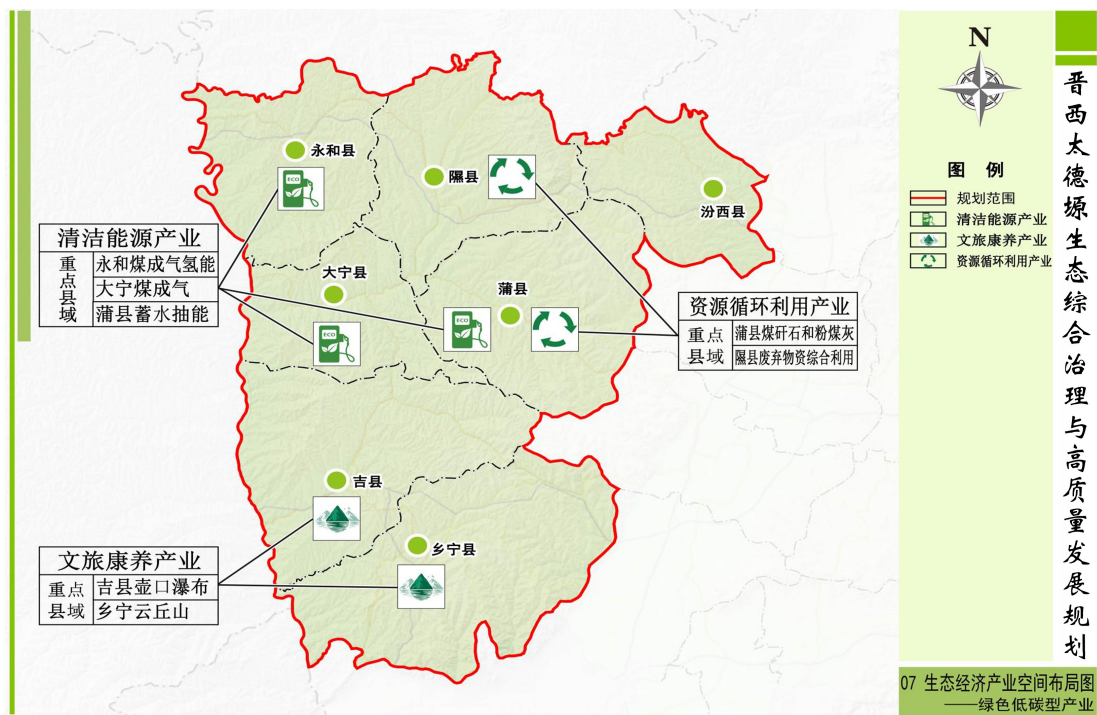 永和县
隰县
汾西县
ECO
清洁能源产业
重点县域
永和煤成气氢能
大宁煤成气
蒲县蓄水抽能
大宁县
ECO
蒲县
ECO
资源循环利用产业
重点县域
蒲县煤矸石和粉煤灰
隰县废弃物资综合利用
吉县
乡宁县
文旅康养产业
重点县域
吉县壶口瀑布
乡宁云丘山
N
图 例
规划范围
清洁能源产业
文旅康养产业
资源循环利用产业
晋西太德塬生态综合治理与高质量发展规划
07 生态经济产业空间布局图
——绿色低碳型产业